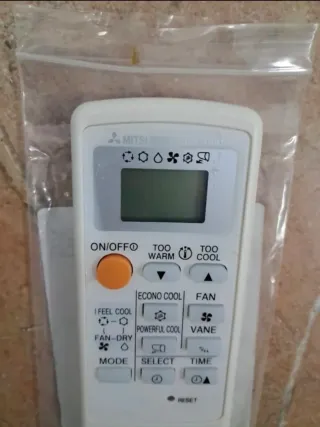 MITSUBISHI
ON/OFF
TOO WARM
TOO COOL
ECONO COOL
FAN
I FEEL COOL
POWERFUL COOL
VANE
FAN-DRY
MODE
SELECT
TIME
RESET